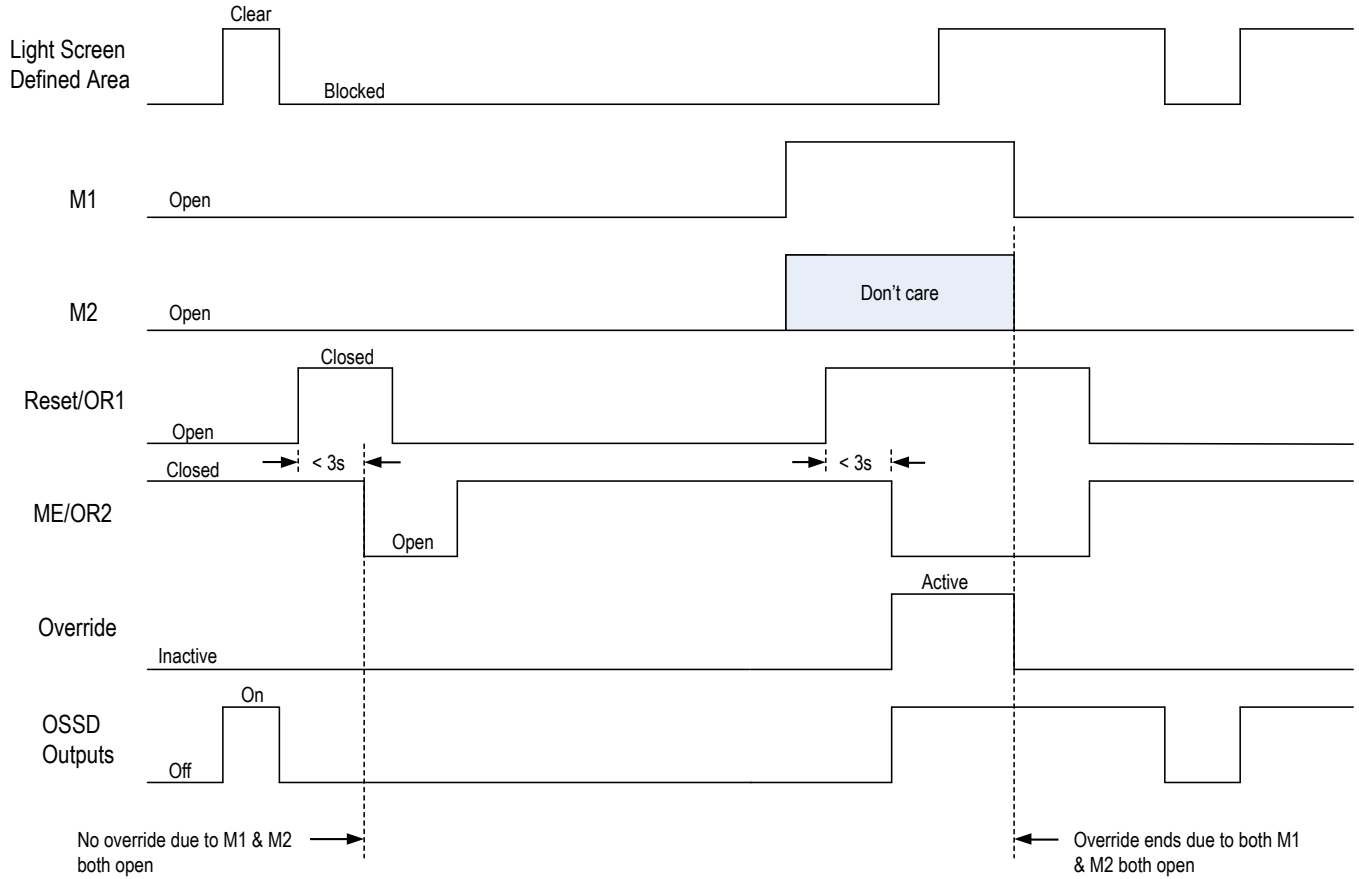 Clear
Light Screen
Defined Area
Blocked
M1
Open
M2
Open
Don't care
Closed
Reset/OR1
Open
< 3s
< 3s
Closed
ME/OR2
Open
Active
Override
Inactive
On
OSSD
Outputs
Off
No override due to M1 & M2
both open
Override ends due to both M1
& M2 both open